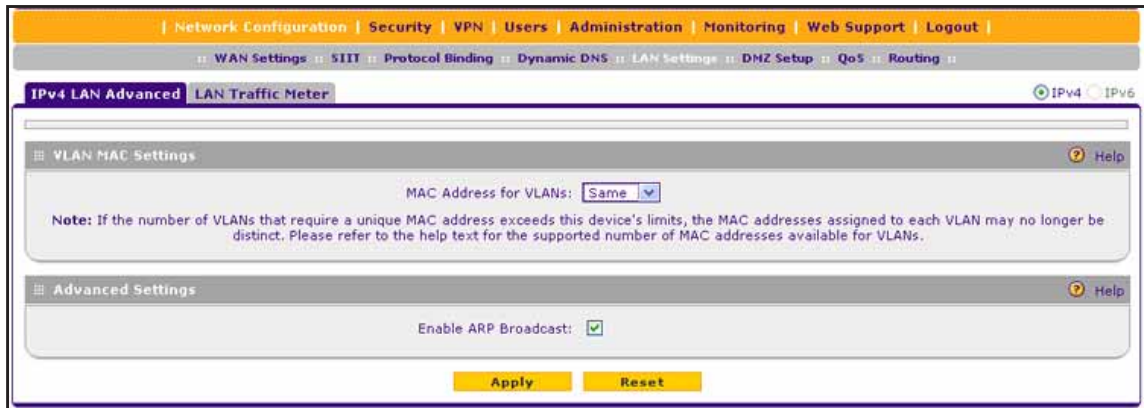 | Network Configuration | Security | VPN | Users | Administration | Monitoring | Web Support | Logout |
:: WAN Settings :: SIIT :: Protocol Binding :: Dynamic DNS :: LAN Settings :: DMZ Setup :: QoS :: Routing ::
IPv4 LAN Advanced LAN Traffic Meter IPv4 IPv6
VLAN MAC Settings Help
MAC Address for VLANs: Same
Note: If the number of VLANs that require a unique MAC address exceeds this device's limits, the MAC addresses assigned to each VLAN may no longer be
distinct. Please refer to the help text for the supported number of MAC addresses available for VLANs.
Advanced Settings Help
Enable ARP Broadcast:
Apply Reset